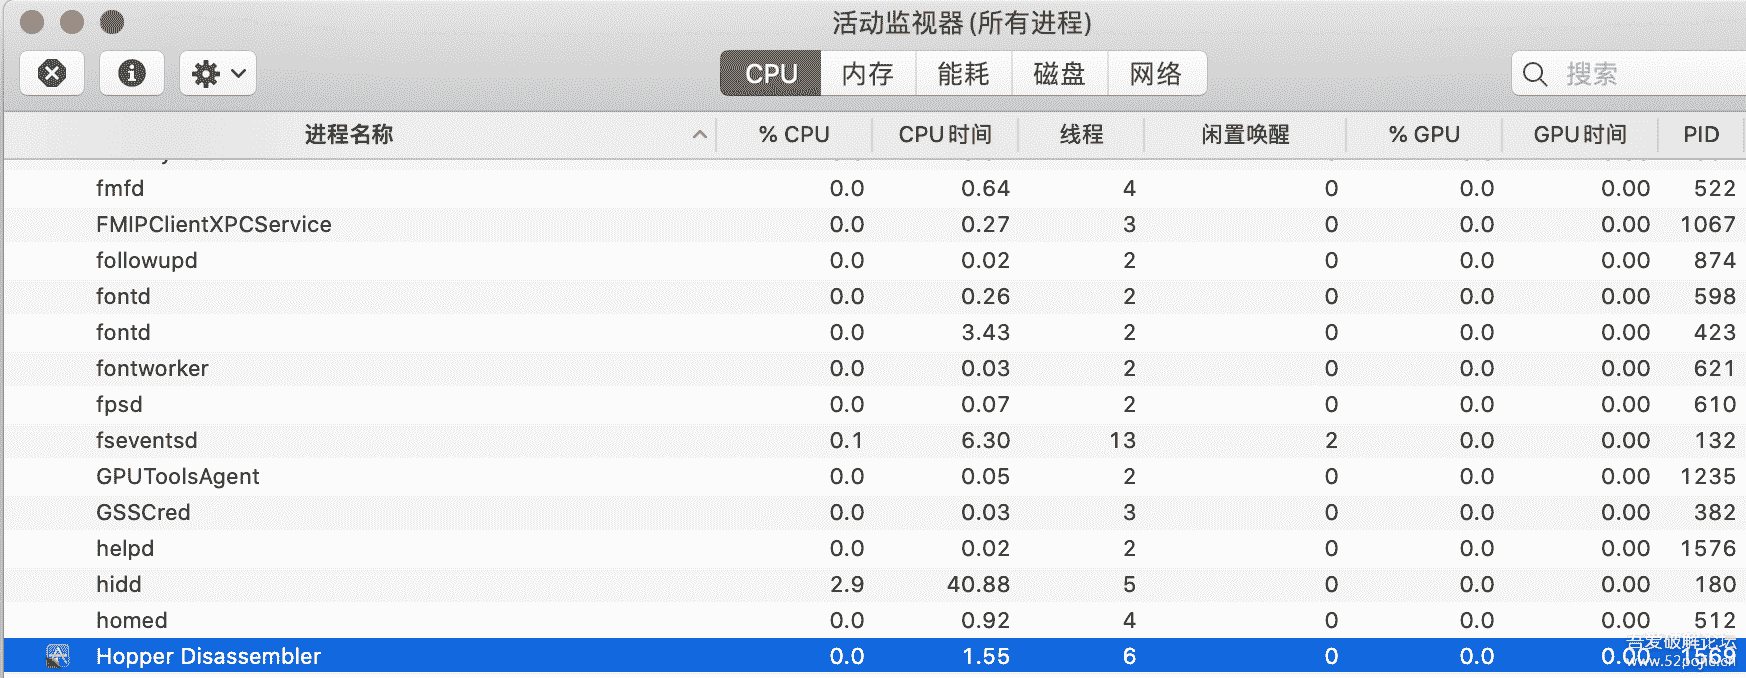 活动监视器 (所有进程)
CPU 内存 能耗 磁盘 网络 搜索
进程名称 % CPU CPU 时间 线程 闲置唤醒 % GPU GPU 时间 PID
fmfd 0.0 0.64 4 0 0.0 0.00 522
FMIPClientXPCService 0.0 0.27 3 0 0.0 0.00 1067
followupd 0.0 0.02 2 0 0.0 0.00 874
fontd 0.0 0.26 2 0 0.0 0.00 598
fontd 0.0 3.43 2 0 0.0 0.00 423
fontworker 0.0 0.03 2 0 0.0 0.00 621
fpsd 0.0 0.07 2 0 0.0 0.00 610
fseventsd 0.1 6.30 13 2 0.0 0.00 132
GPUToolsAgent 0.0 0.05 2 0 0.0 0.00 1235
GSSCred 0.0 0.03 3 0 0.0 0.00 382
helpd 0.0 0.02 2 0 0.0 0.00 1576
hidd 2.9 40.88 5 0 0.0 0.00 180
homed 0.0 0.92 4 0 0.0 0.00 512
Hopper Disassembler 0.0 1.55 6 0 0.0 0.00 1569
吾爱破解论坛
www.52pojie.cn